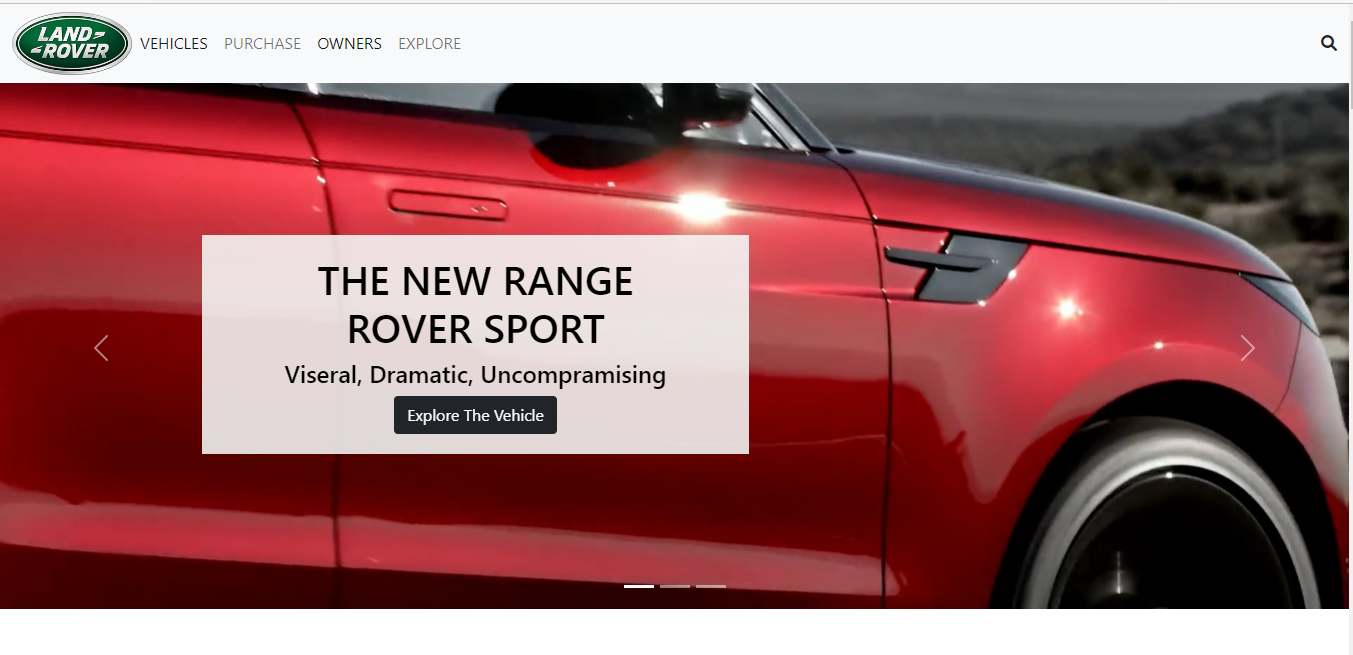 LAND-
-ROVER
VEHICLES PURCHASE OWNERS EXPLORE
THE NEW RANGE
ROVER SPORT
Viseral, Dramatic, Uncompramising
Explore The Vehicle